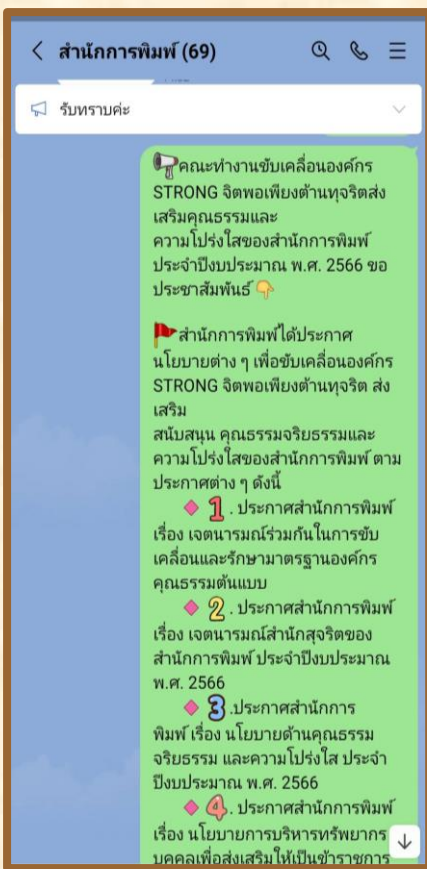 สำนักการพิมพ์ (69)
รับทราบค่ะ
คณะทำงานขับเคลื่อนองค์กร
STRONG จิตพอเพียงต้านทุจริตส่ง
เสริมคุณธรรมและ
ความโปร่งใสของสำนักการพิมพ์
ประจำปีงบประมาณ พ.ศ. 2566 ขอ
ประชาสัมพันธ์👇
🚩สำนักการพิมพ์ได้ประกาศ
นโยบายต่าง ๆ เพื่อขับเคลื่อนองค์กร
STRONG จิตพอเพียงต้านทุจริต ส่ง
เสริม
สนับสนุน คุณธรรมจริยธรรมและ
ความโปร่งใสของสำนักการพิมพ์ ตาม
ประกาศต่าง ๆ ดังนี้
1. ประกาศสำนักการพิมพ์
เรื่อง เจตนารมณ์ร่วมกันในการขับ
เคลื่อนและรักษามาตรฐานองค์กร
คุณธรรมต้นแบบ
2. ประกาศสำนักการพิมพ์
เรื่อง เจตนารมณ์สำนักสุจริตของ
สำนักการพิมพ์ ประจำปีงบประมาณ
พ.ศ. 2566
3.ประกาศสำนักการ
พิมพ์ เรื่อง นโยบายด้านคุณธรรม
จริยธรรม และความโปร่งใส ประจำ
ปีงบประมาณ พ.ศ. 2566
4. ประกาศสำนักการพิมพ์
เรื่อง นโยบายการบริหารทรัพยากร
บุคคลเพื่อส่งเสริมให้เป็นข้าราชการ